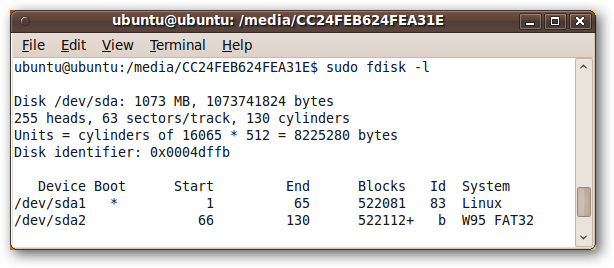 ubuntu@ubuntu: /media/CC24FEB624FEA31E
File Edit View Terminal Help
ubuntu@ubuntu:/media/CC24FEB624FEA31E$ sudo fdisk -l
Disk /dev/sda: 1073 MB, 1073741824 bytes
255 heads, 63 sectors/track, 130 cylinders
Units = cylinders of 16065 * 512 = 8225280 bytes
Disk identifier: 0x0004dffb
Device Boot Start End Blocks Id System
/dev/sda1 * 1 65 522081 83 Linux
/dev/sda2 66 130 522112+ b W95 FAT32